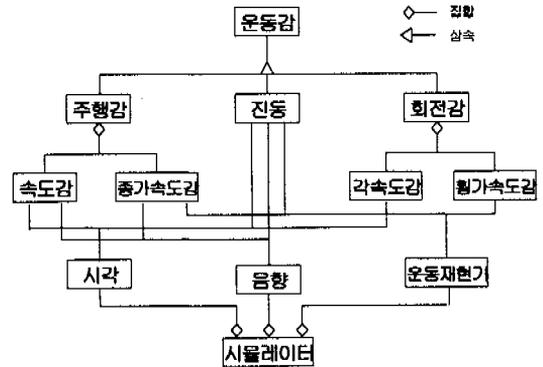 운동감
집합
상속
주행감
진동
회전감
속도감
종가속도감
각속도감
횡가속도감
시각
음향
운동재현기
시뮬레이터